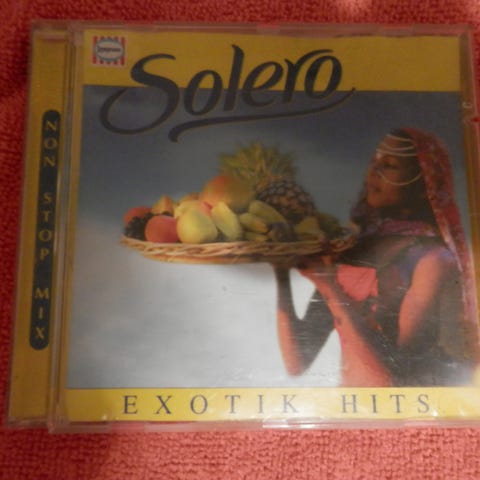 Solero
NON STOP MIX
EXOTIK HITS